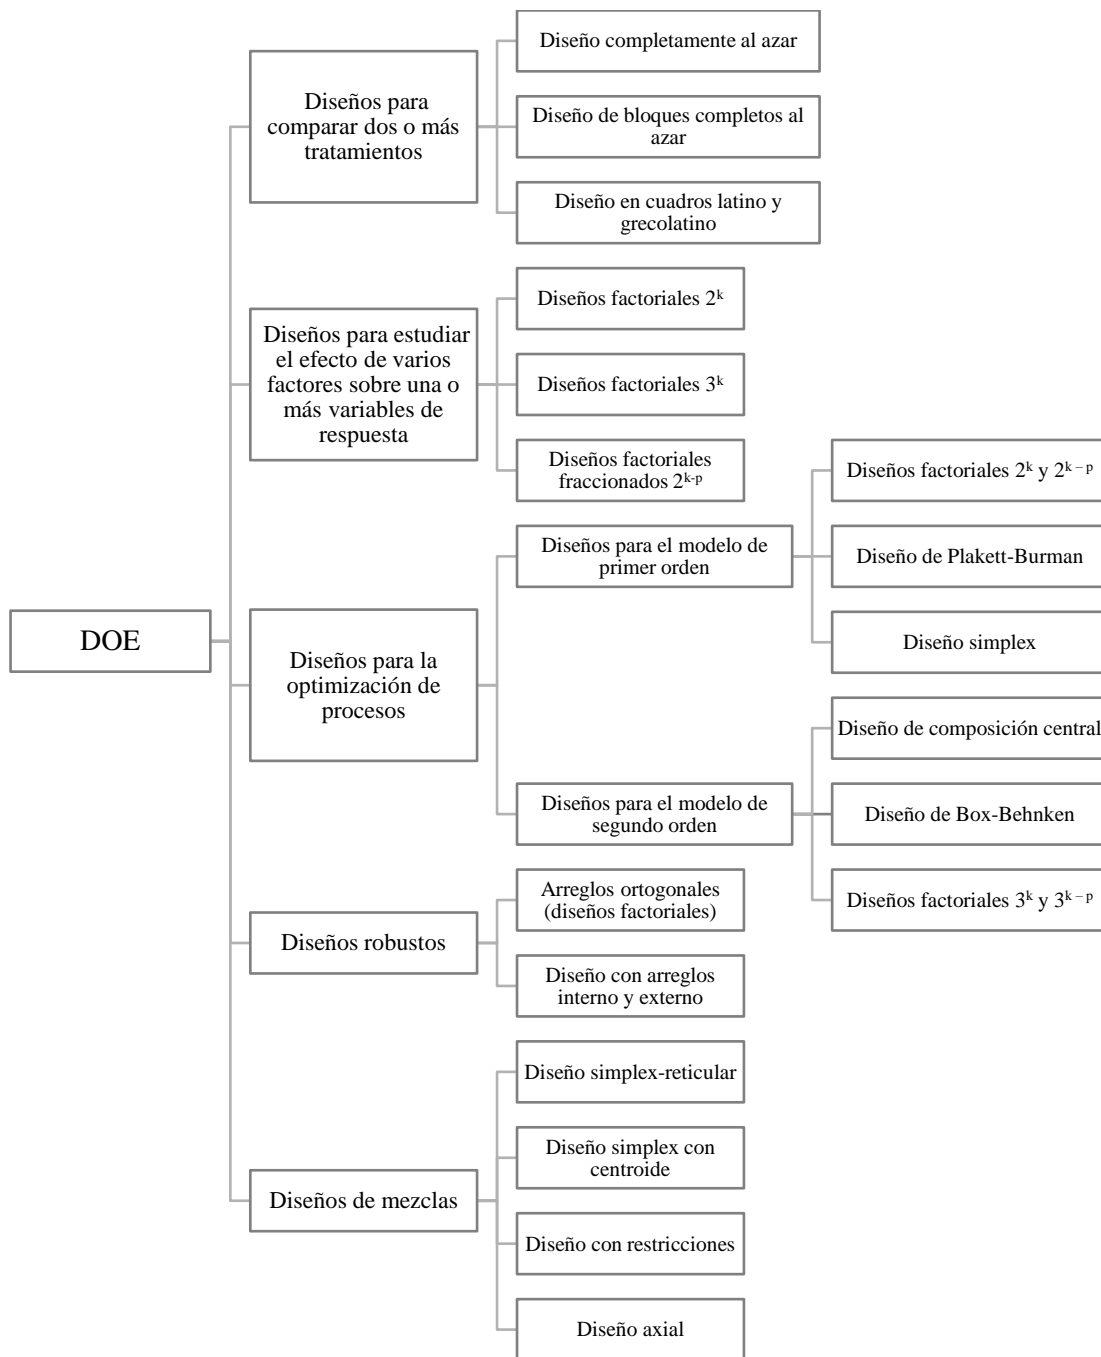 DOE
Diseños para
comparar dos o más
tratamientos
Diseño completamente al azar
Diseño de bloques completos al
azar
Diseño en cuadros latino y
grecolatino
Diseños para estudiar
el efecto de varios
factores sobre una o
más variables de
respuesta
Diseños factoriales 2ᵏ
Diseños factoriales 3ᵏ
Diseños factoriales
fraccionados 2ᵏ⁻ᵖ
Diseños para la
optimización de
procesos
Diseños para el modelo de
primer orden
Diseños factoriales 2ᵏ y 2ᵏ⁻ᵖ
Diseño de Plakett-Burman
Diseño simplex
Diseños para el modelo de
segundo orden
Diseño de composición central
Diseño de Box-Behnken
Diseños factoriales 3ᵏ y 3ᵏ⁻ᵖ
Diseños robustos
Arreglos ortogonales
(diseños factoriales)
Diseño con arreglos
interno y externo
Diseños de mezclas
Diseño simplex-reticular
Diseño simplex con
centroide
Diseño con restricciones
Diseño axial